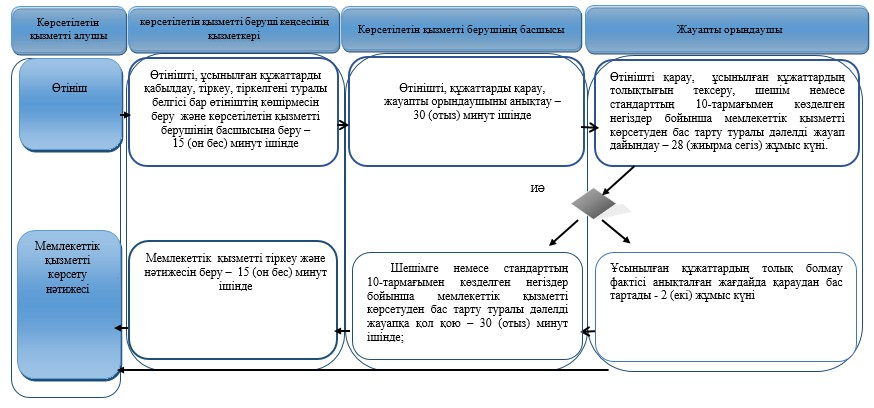 Көрсетілетін
қызметті алушы
көрсетілетін қызметті беруші кеңсесінің
қызметкері
Көрсетілетін қызметті берушінің басшысы
Жауапты орындаушы
Өтініш
Өтінішті, ұсынылған құжаттарды
қабылдау, тіркеу, тіркелгені туралы
белгісі бар өтініштің көшірмесін
беру және көрсетілетін қызметті
берушінің басшысына беру –
15 (он бес) минут ішінде
Өтінішті, құжаттарды қарау,
жауапты орындаушыны анықтау –
30 (отыз) минут ішінде
Өтінішті қарау, ұсынылған құжаттардың
толықтығын тексеру, шешім немесе
стандарттың 10-тармағымен көзделген
негіздер бойынша мемлекеттік қызметті
көрсетуден бас тарту туралы дәлелді жауап
дайындау – 28 (жиырма сегіз) жұмыс күні.
иә
Мемлекеттік
қызметті
көрсету
нәтижесі
Мемлекеттік қызметті тіркеу және
нәтижесін беру – 15 (он бес) минут
ішінде
Шешімге немесе стандарттың
10-тармағымен көзделген негіздер
бойынша мемлекеттік қызметті
көрсетуден бас тарту туралы дәлелді
жауапқа қол қою – 30 (отыз) минут
ішінде;
Ұсынылған құжаттардың толық болмау
фактісі анықталған жағдайда қараудан бас
тартады - 2 (екі) жұмыс күні